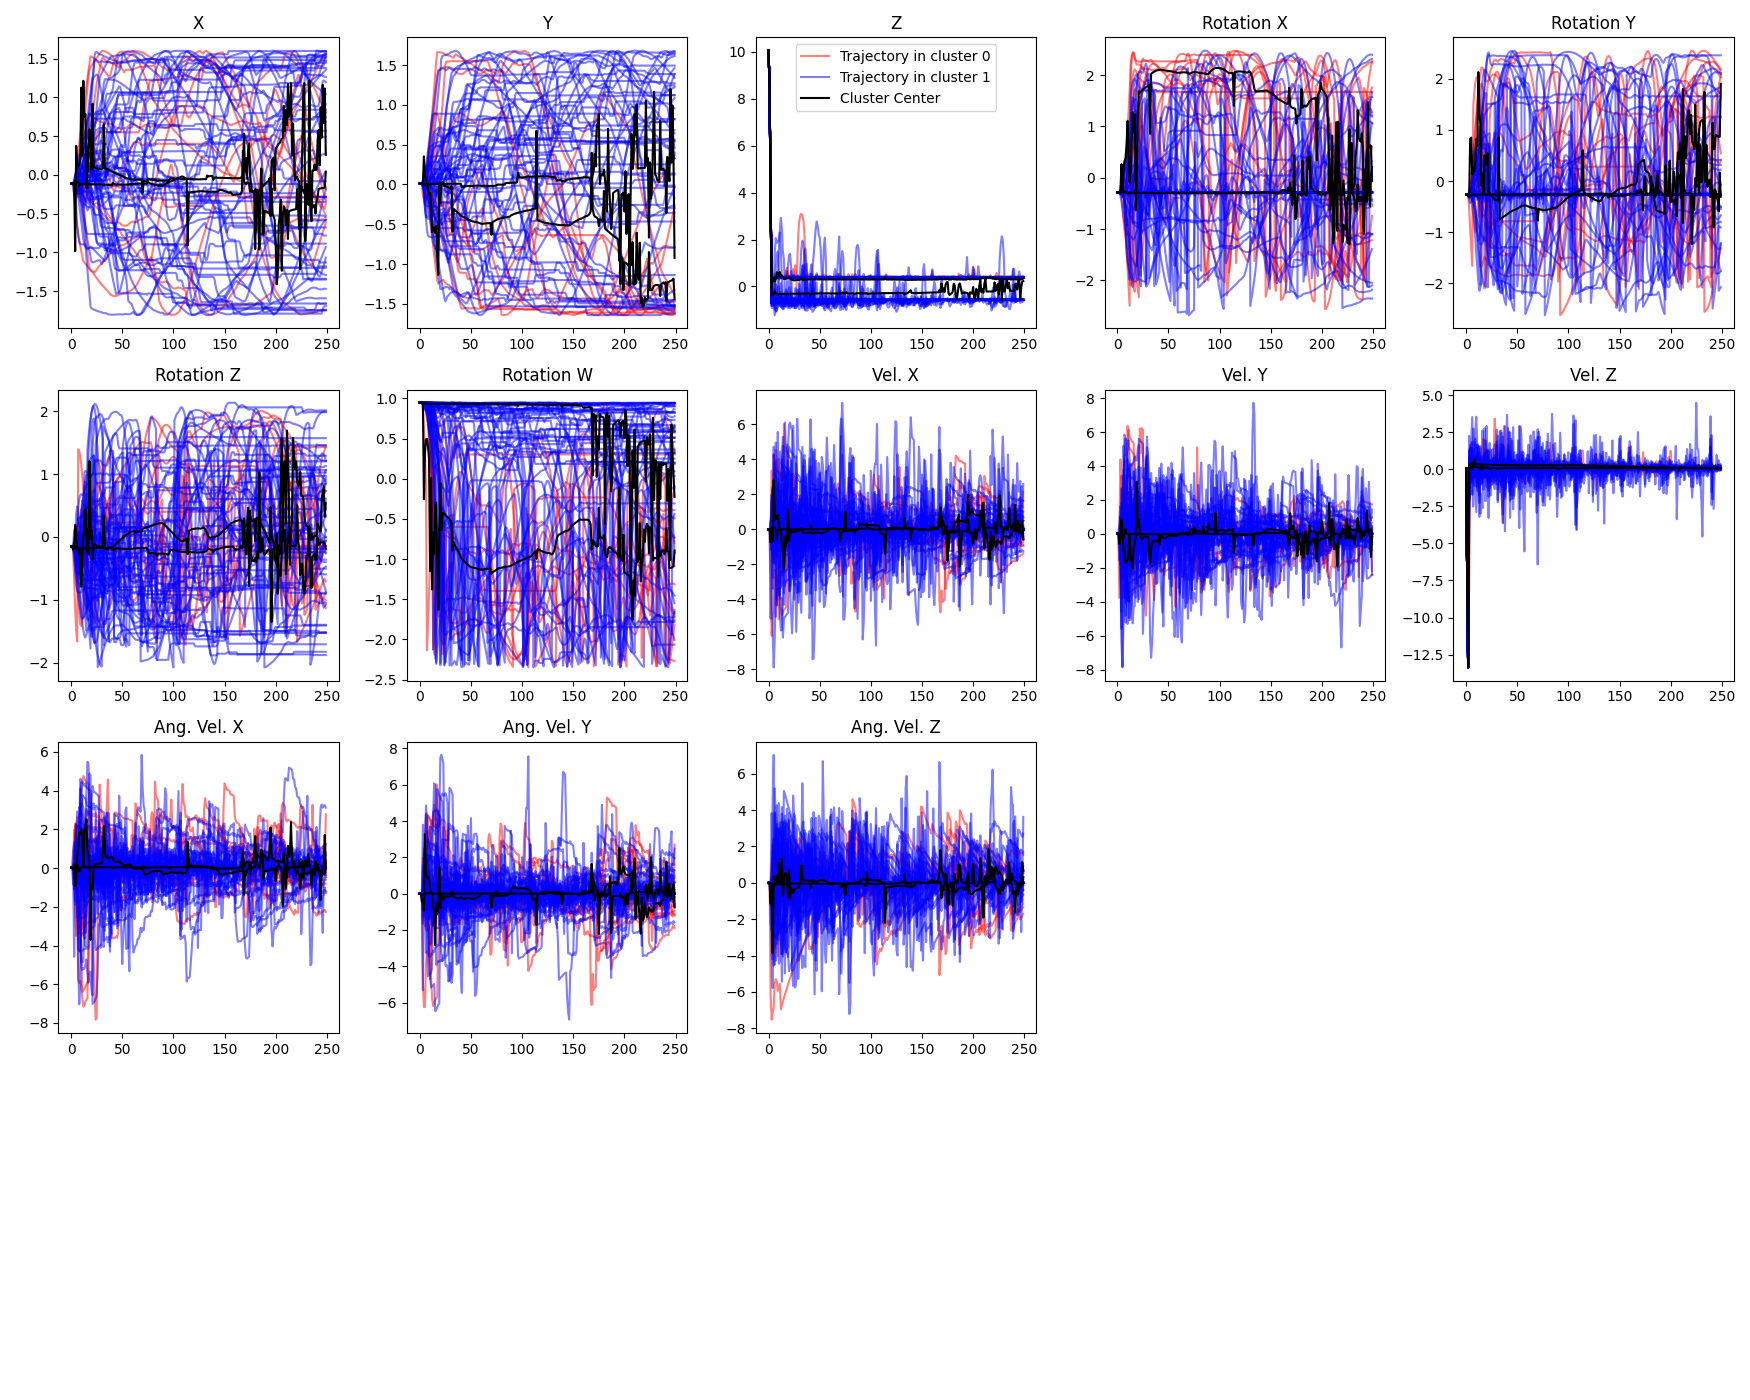 X Y Z Rotation X Rotation Y
1.5 1.0 0.5 0.0 −0.5 −1.0 −1.5
0 50 100 150 200 250
1.5 1.0 0.5 0.0 −0.5 −1.0 −1.5
0 50 100 150 200 250
10 8 6 4 2 0
Trajectory in cluster 0
Trajectory in cluster 1
Cluster Center
0 50 100 150 200 250
2 1 0 −1 −2
0 50 100 150 200 250
2 1 0 −1 −2
0 50 100 150 200 250
Rotation Z Rotation W Vel. X Vel. Y Vel. Z
2 1 0 −1 −2
0 50 100 150 200 250
1.0 0.5 0.0 −0.5 −1.0 −1.5 −2.0 −2.5
0 50 100 150 200 250
6 4 2 0 −2 −4 −6 −8
0 50 100 150 200 250
8 6 4 2 0 −2 −4 −6 −8
0 50 100 150 200 250
5.0 2.5 0.0 −2.5 −5.0 −7.5 −10.0 −12.5
0 50 100 150 200 250
Ang. Vel. X Ang. Vel. Y Ang. Vel. Z
6 4 2 0 −2 −4 −6 −8
0 50 100 150 200 250
8 6 4 2 0 −2 −4 −6
0 50 100 150 200 250
6 4 2 0 −2 −4 −6 −8
0 50 100 150 200 250